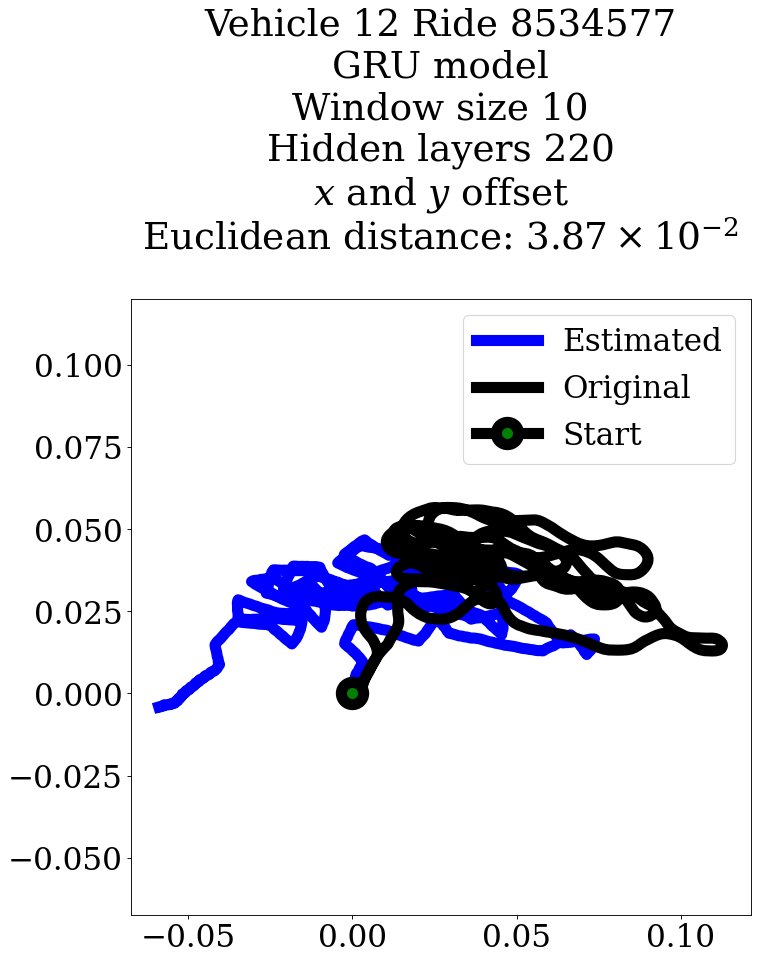 Vehicle 12 Ride 8534577
GRU model
Window size 10
Hidden layers 220
x and y offset
Euclidean distance: 3.87 × 10⁻²
Estimated
Original
Start
0.100
0.075
0.050
0.025
0.000
−0.025
−0.050
−0.05 0.00 0.05 0.10